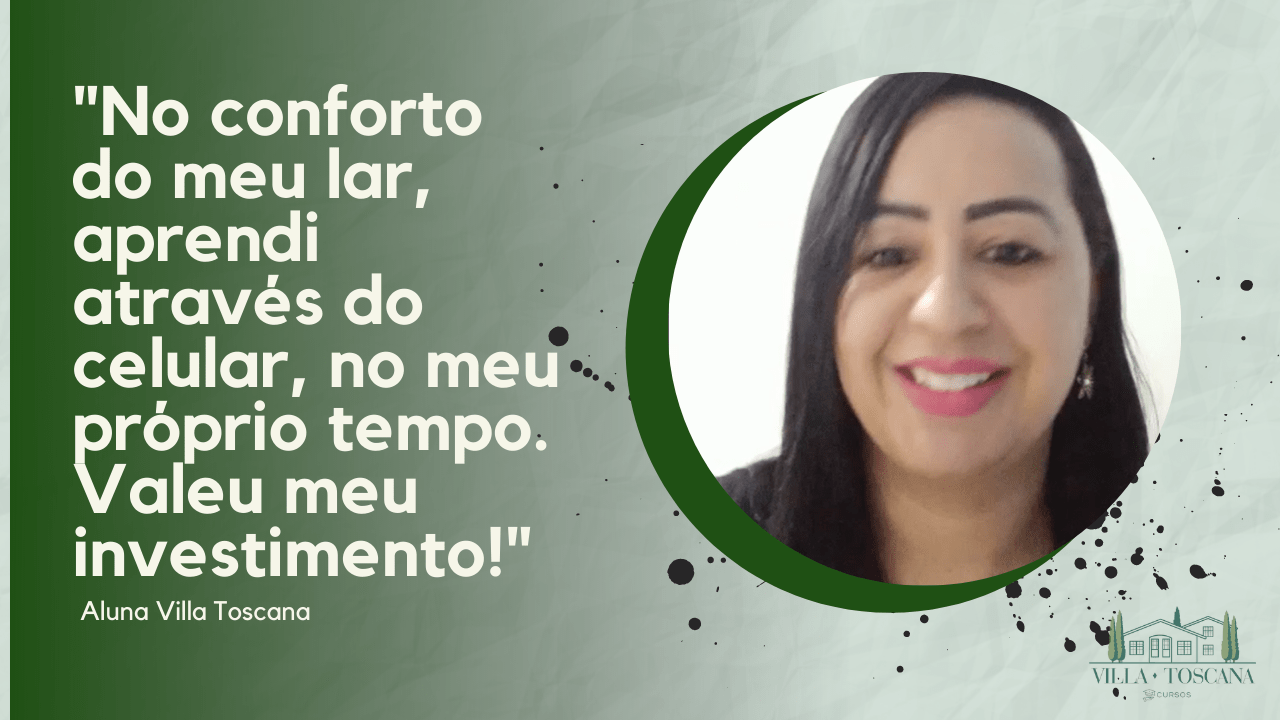 "No conforto
do meu lar,
aprendi
através do
celular, no meu
próprio tempo.
Valeu meu
investimento!"
Aluna Villa Toscana
VILLA TOSCANA
CURSOS